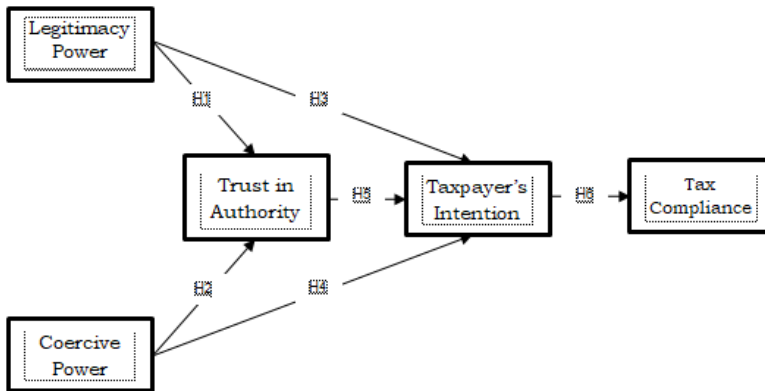 Legitimacy
Power
H1
H3
Trust in
Authority
H5
Taxpayer's
Intention
H6
Tax
Compliance
H2
H4
Coercive
Power